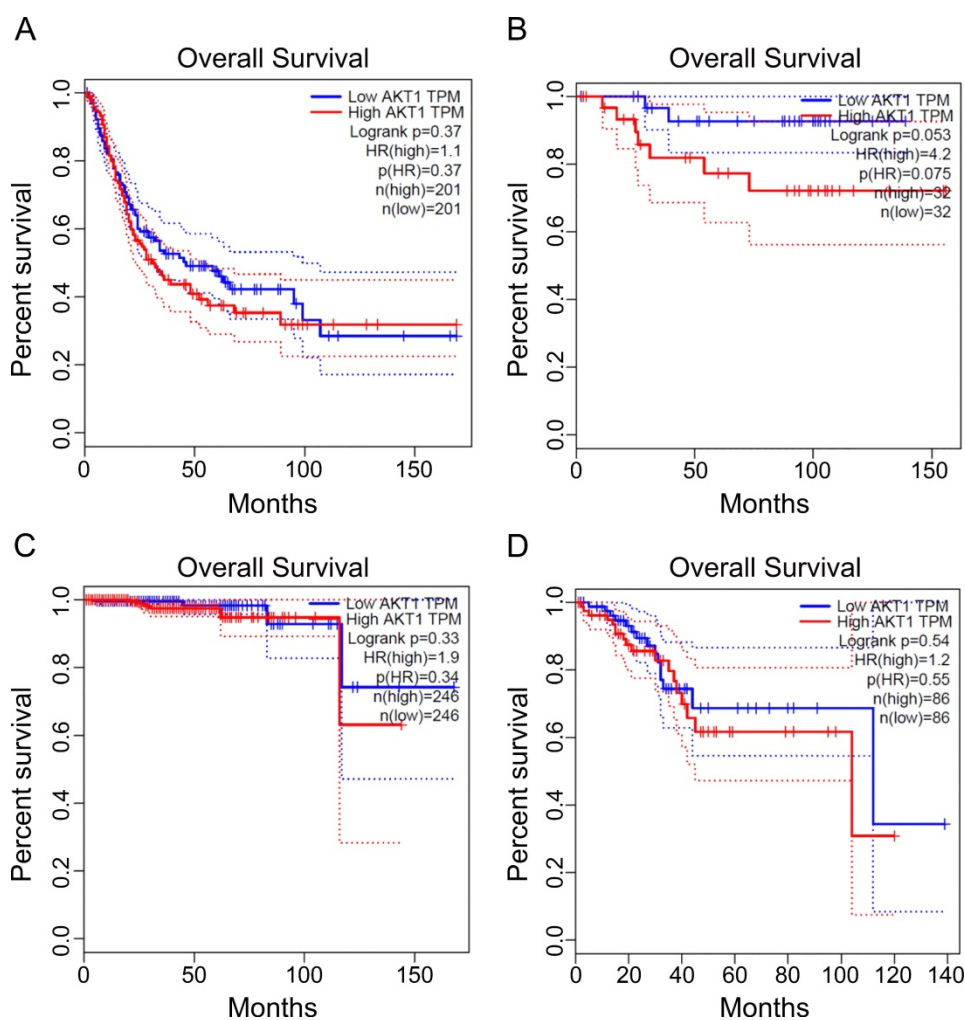 A
Overall Survival
Percent survival
1.0
0.8
0.6
0.4
0.2
0.0
Low AKT1 TPM
High AKT1 TPM
Logrank p=0.37
HR(high)=1.1
p(HR)=0.37
n(high)=201
n(low)=201
0 50 100 150
Months
B
Overall Survival
Percent survival
1.0
0.8
0.6
0.4
0.2
0.0
Low AKT1 TPM
High AKT1 TPM
Logrank p=0.053
HR(high)=4.2
p(HR)=0.075
n(high)=32
n(low)=32
0 50 100 150
Months
C
Overall Survival
Percent survival
1.0
0.8
0.6
0.4
0.2
0.0
Low AKT1 TPM
High AKT1 TPM
Logrank p=0.33
HR(high)=1.9
p(HR)=0.34
n(high)=246
n(low)=246
0 50 100 150
Months
D
Overall Survival
Percent survival
1.0
0.8
0.6
0.4
0.2
0.0
Low AKT1 TPM
High AKT1 TPM
Logrank p=0.54
HR(high)=1.2
p(HR)=0.55
n(high)=86
n(low)=86
0 20 40 60 80 100 120 140
Months